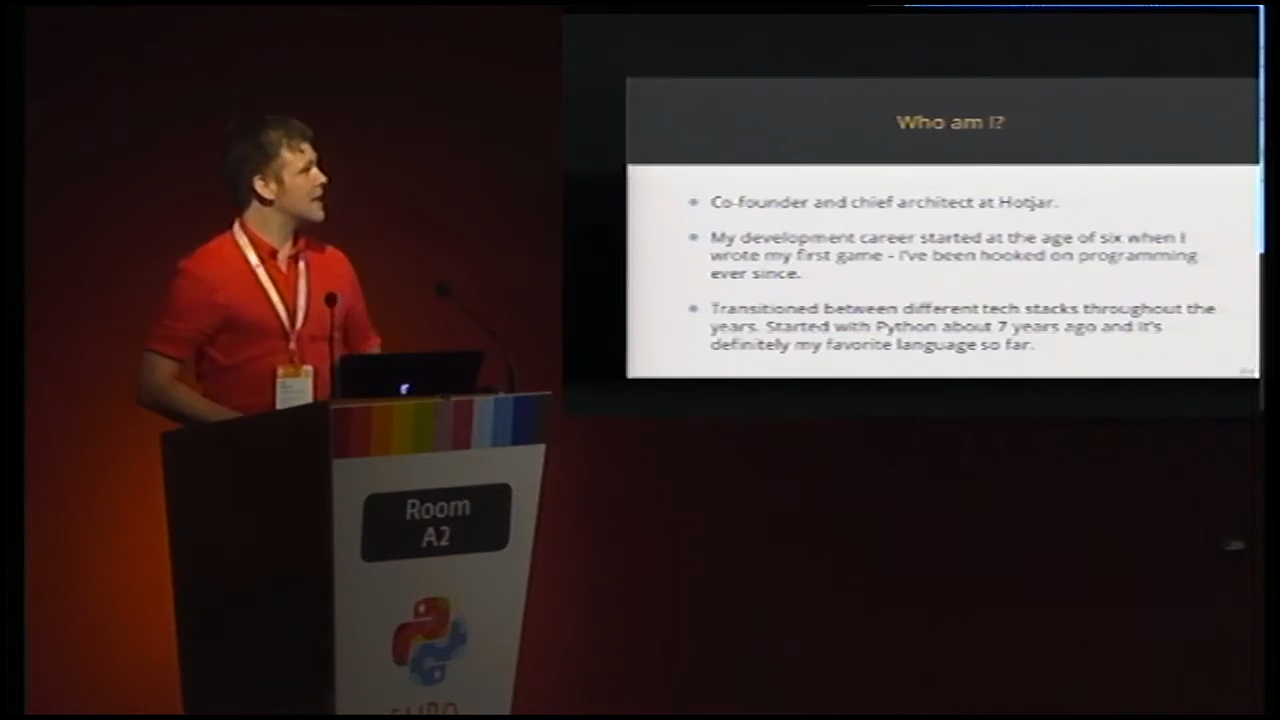 Who am I?
Co-founder and chief architect at Hotjar.
My development career started at the age of six when I
wrote my first game - I've been hooked on programming
ever since.
Transitioned between different tech stacks throughout the
years. Started with Python about 7 years ago and it's
definitely my favorite language so far.
Room
A2
EURO